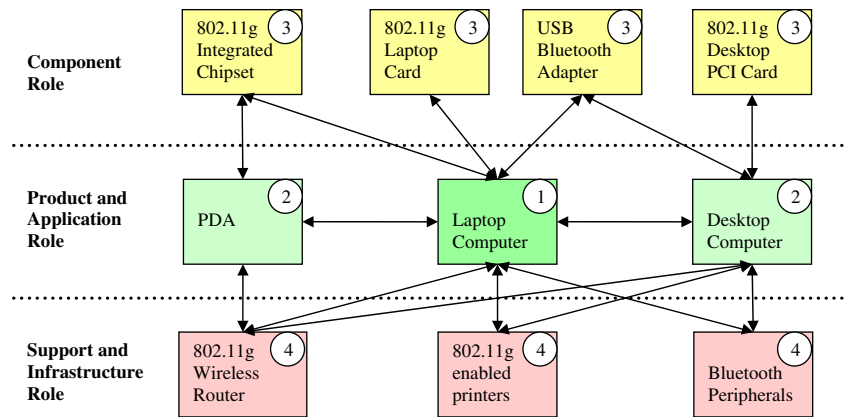 Component
Role
802.11g
Integrated
Chipset
3
802.11g
Laptop
Card
3
USB
Bluetooth
Adapter
3
802.11g
Desktop
PCI Card
3
Product and
Application
Role
PDA
2
Laptop
Computer
1
Desktop
Computer
2
Support and
Infrastructure
Role
802.11g
Wireless
Router
4
802.11g
enabled
printers
4
Bluetooth
Peripherals
4